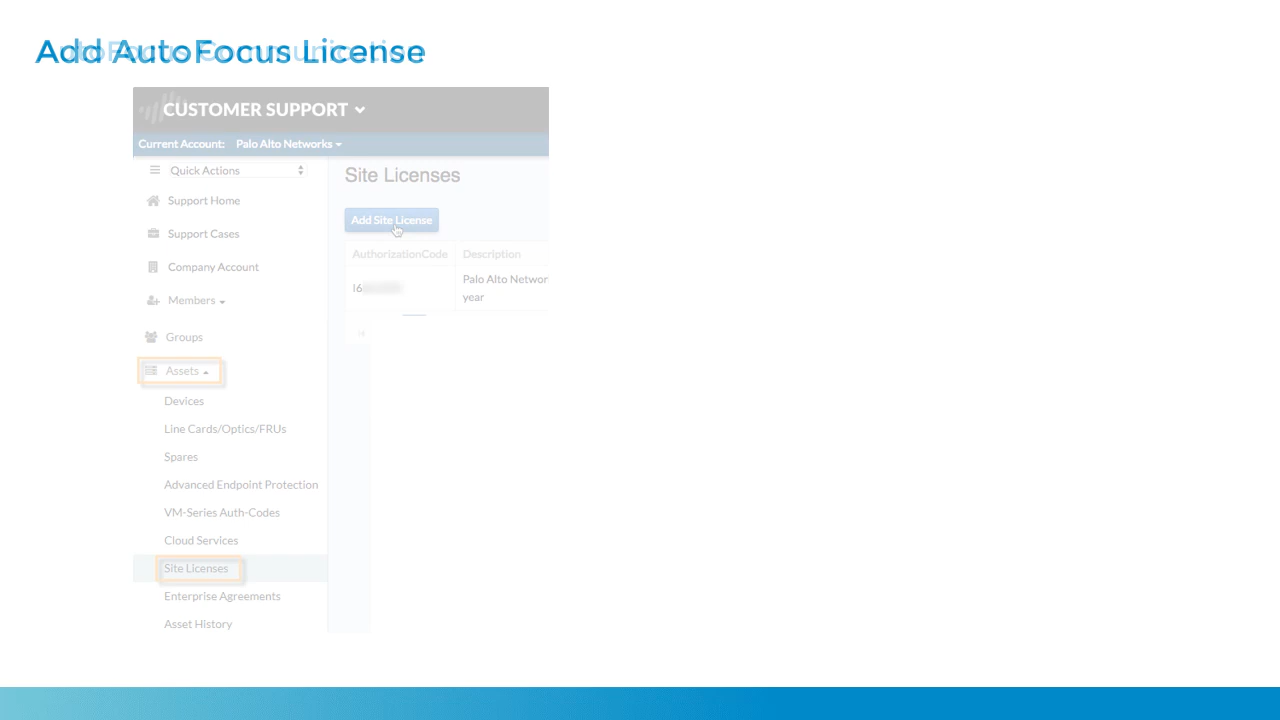 Add AutoFocus License
CUSTOMER SUPPORT
Current Account: Palo Alto Networks
Quick Actions
Support Home
Support Cases
Company Account
Members
Groups
Assets
Devices
Line Cards/Optics/FRUs
Spares
Advanced Endpoint Protection
VM-Series Auth-Codes
Cloud Services
Site Licenses
Enterprise Agreements
Asset History
Site Licenses
Add Site License
AuthorizationCode Description
Palo Alto Networ
year